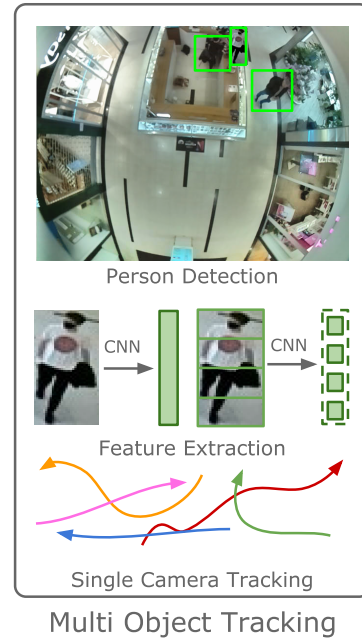 Person Detection
CNN
CNN
Feature Extraction
Single Camera Tracking
Multi Object Tracking